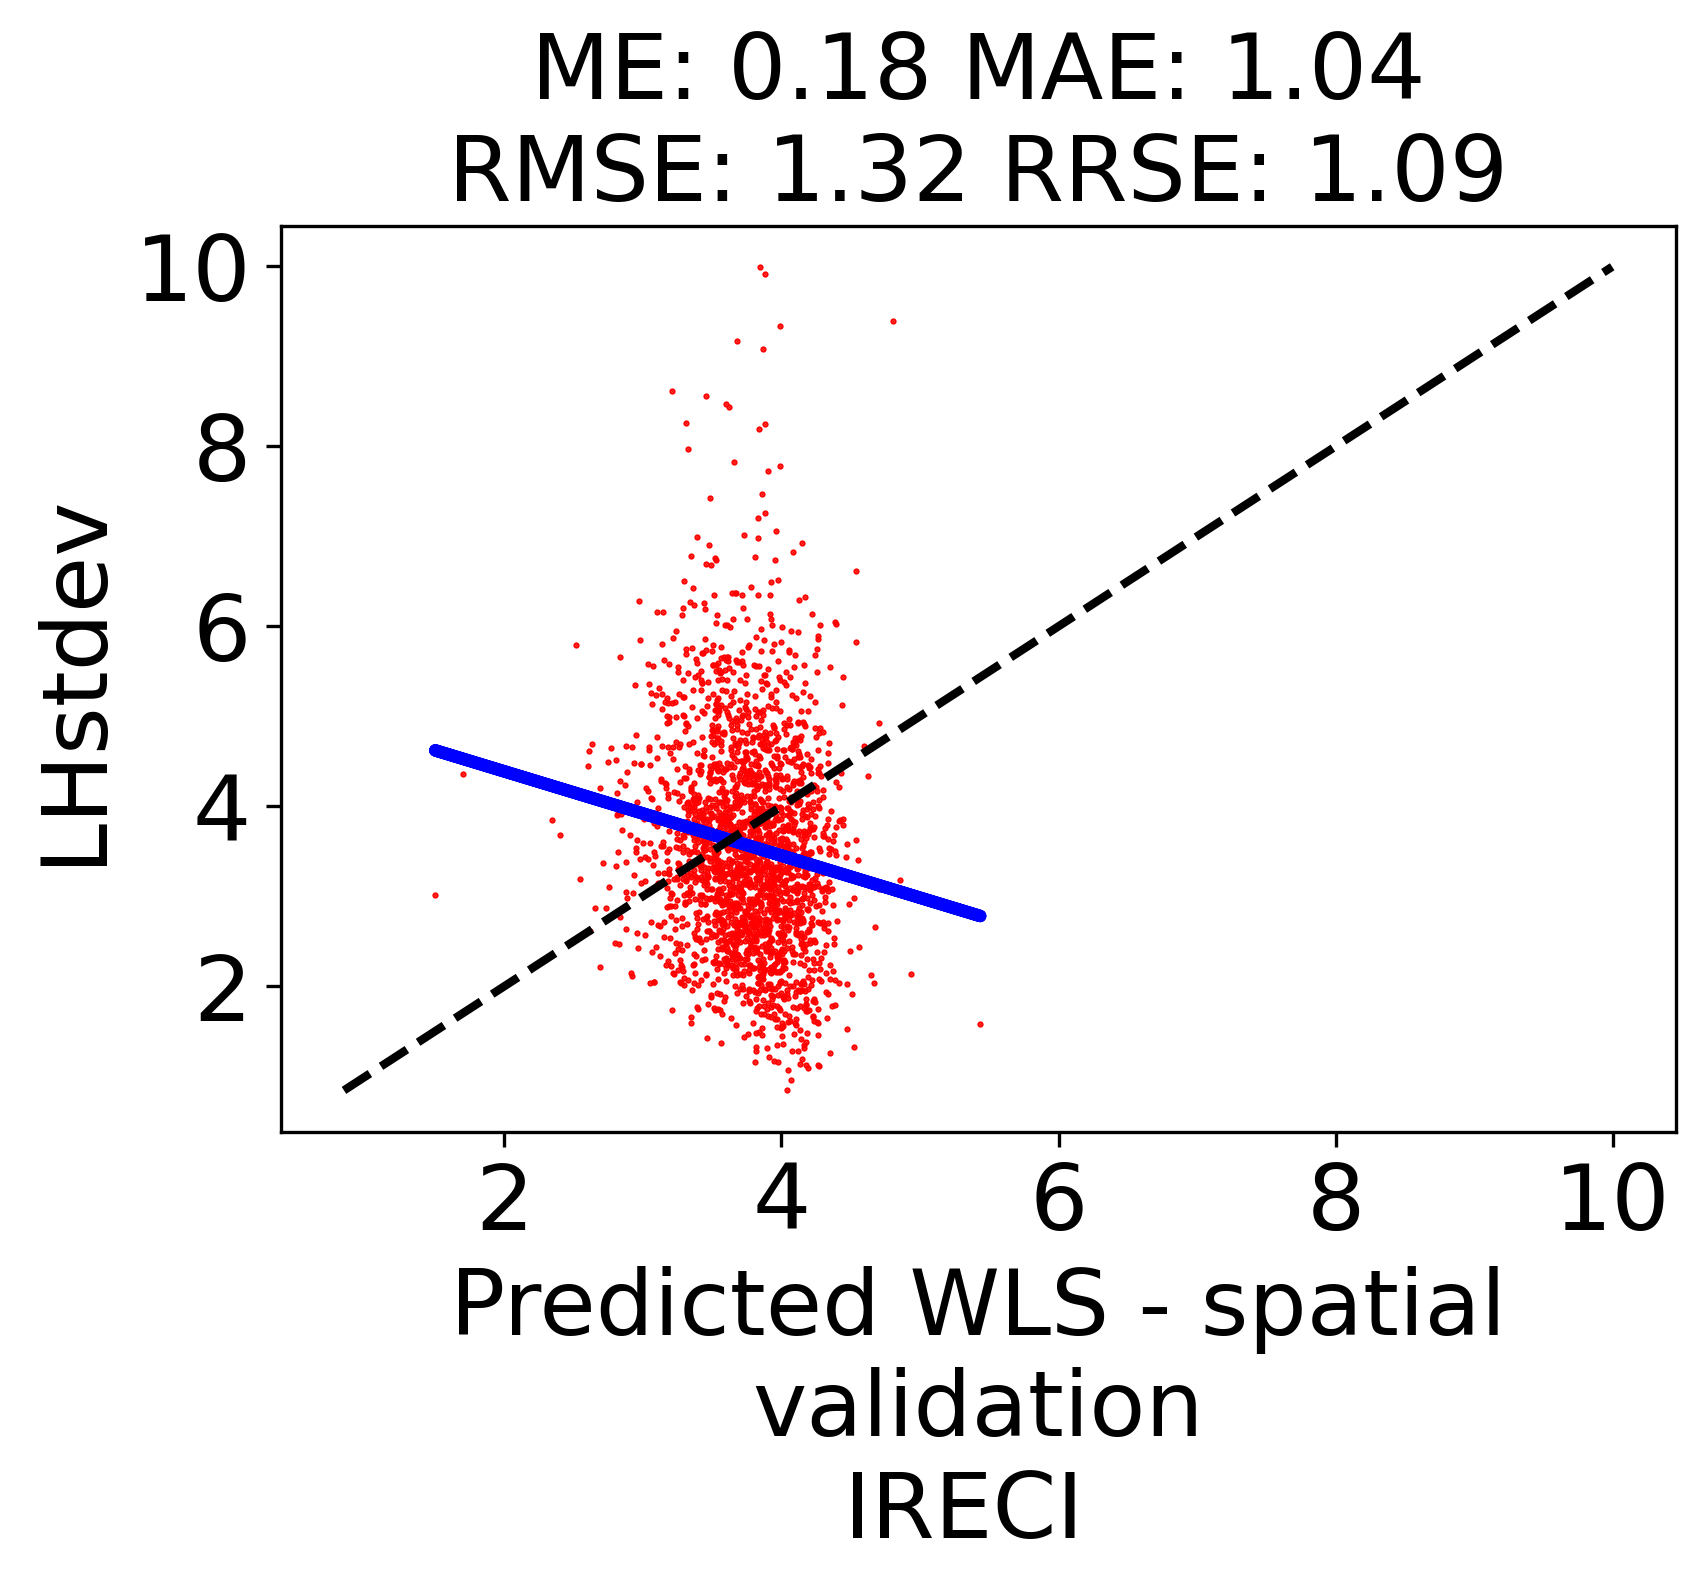 ME: 0.18 MAE: 1.04
RMSE: 1.32 RRSE: 1.09
10
8
6
4
2
LHstdev
2 4 6 8 10
Predicted WLS - spatial
validation
IRECI